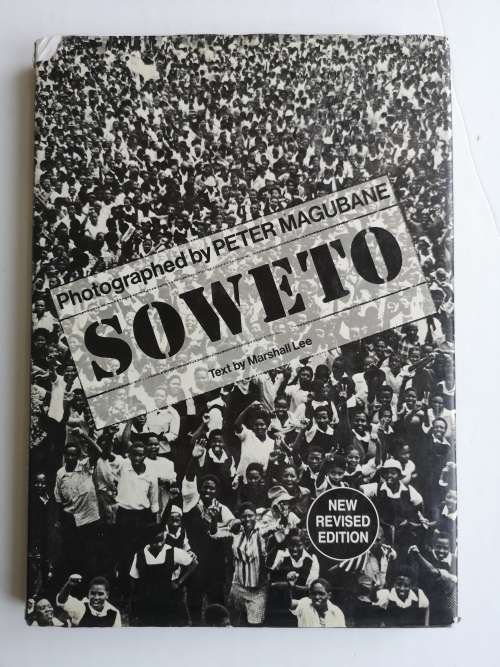 Photographed by PETER MAGUBANE
SOWETO
Text by Marshall Lee
NEW
REVISED
EDITION